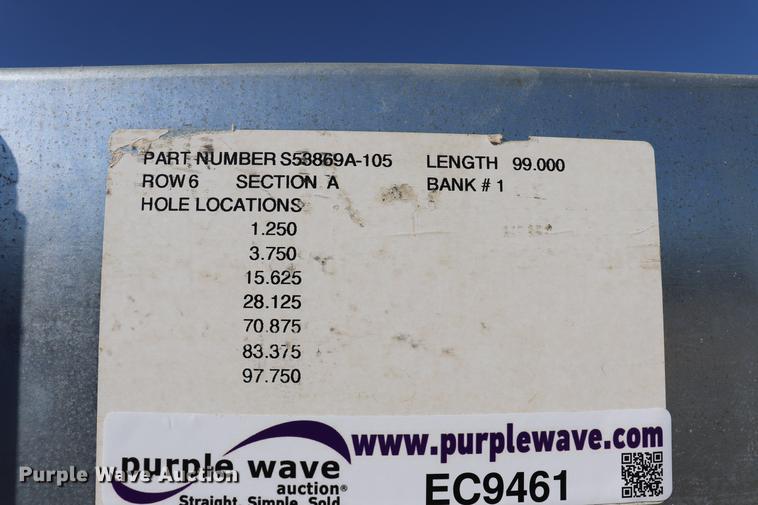 PART NUMBER S53869A-105 LENGTH 99.000
ROW 6 SECTION A BANK # 1
HOLE LOCATIONS
1.250
3.750
15.625
28.125
70.875
83.375
97.750
www.purplewave.com
purple wave
auction®
Straight. Simple. Sold.
EC9461
Purple Wave Auction